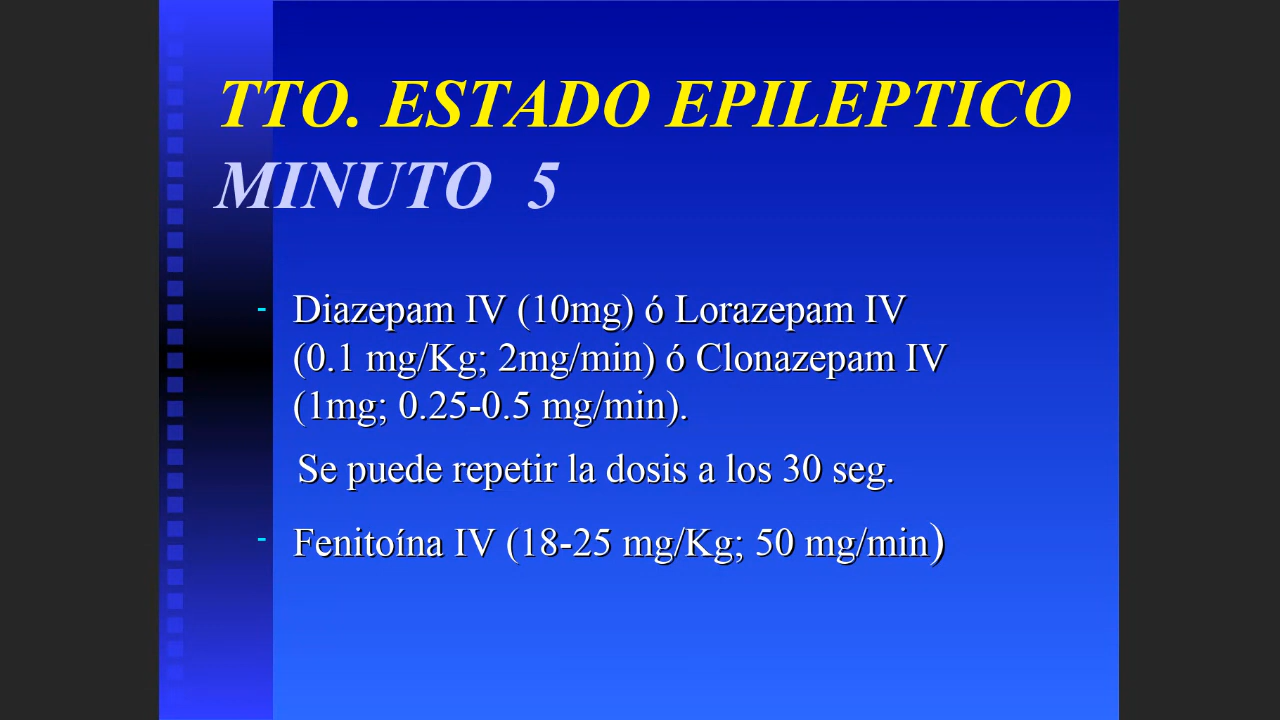 TTO. ESTADO EPILEPTICO
MINUTO 5
- Diazepam IV (10mg) ó Lorazepam IV
(0.1 mg/Kg; 2mg/min) ó Clonazepam IV
(1mg; 0.25-0.5 mg/min).
Se puede repetir la dosis a los 30 seg.
- Fenitoína IV (18-25 mg/Kg; 50 mg/min)